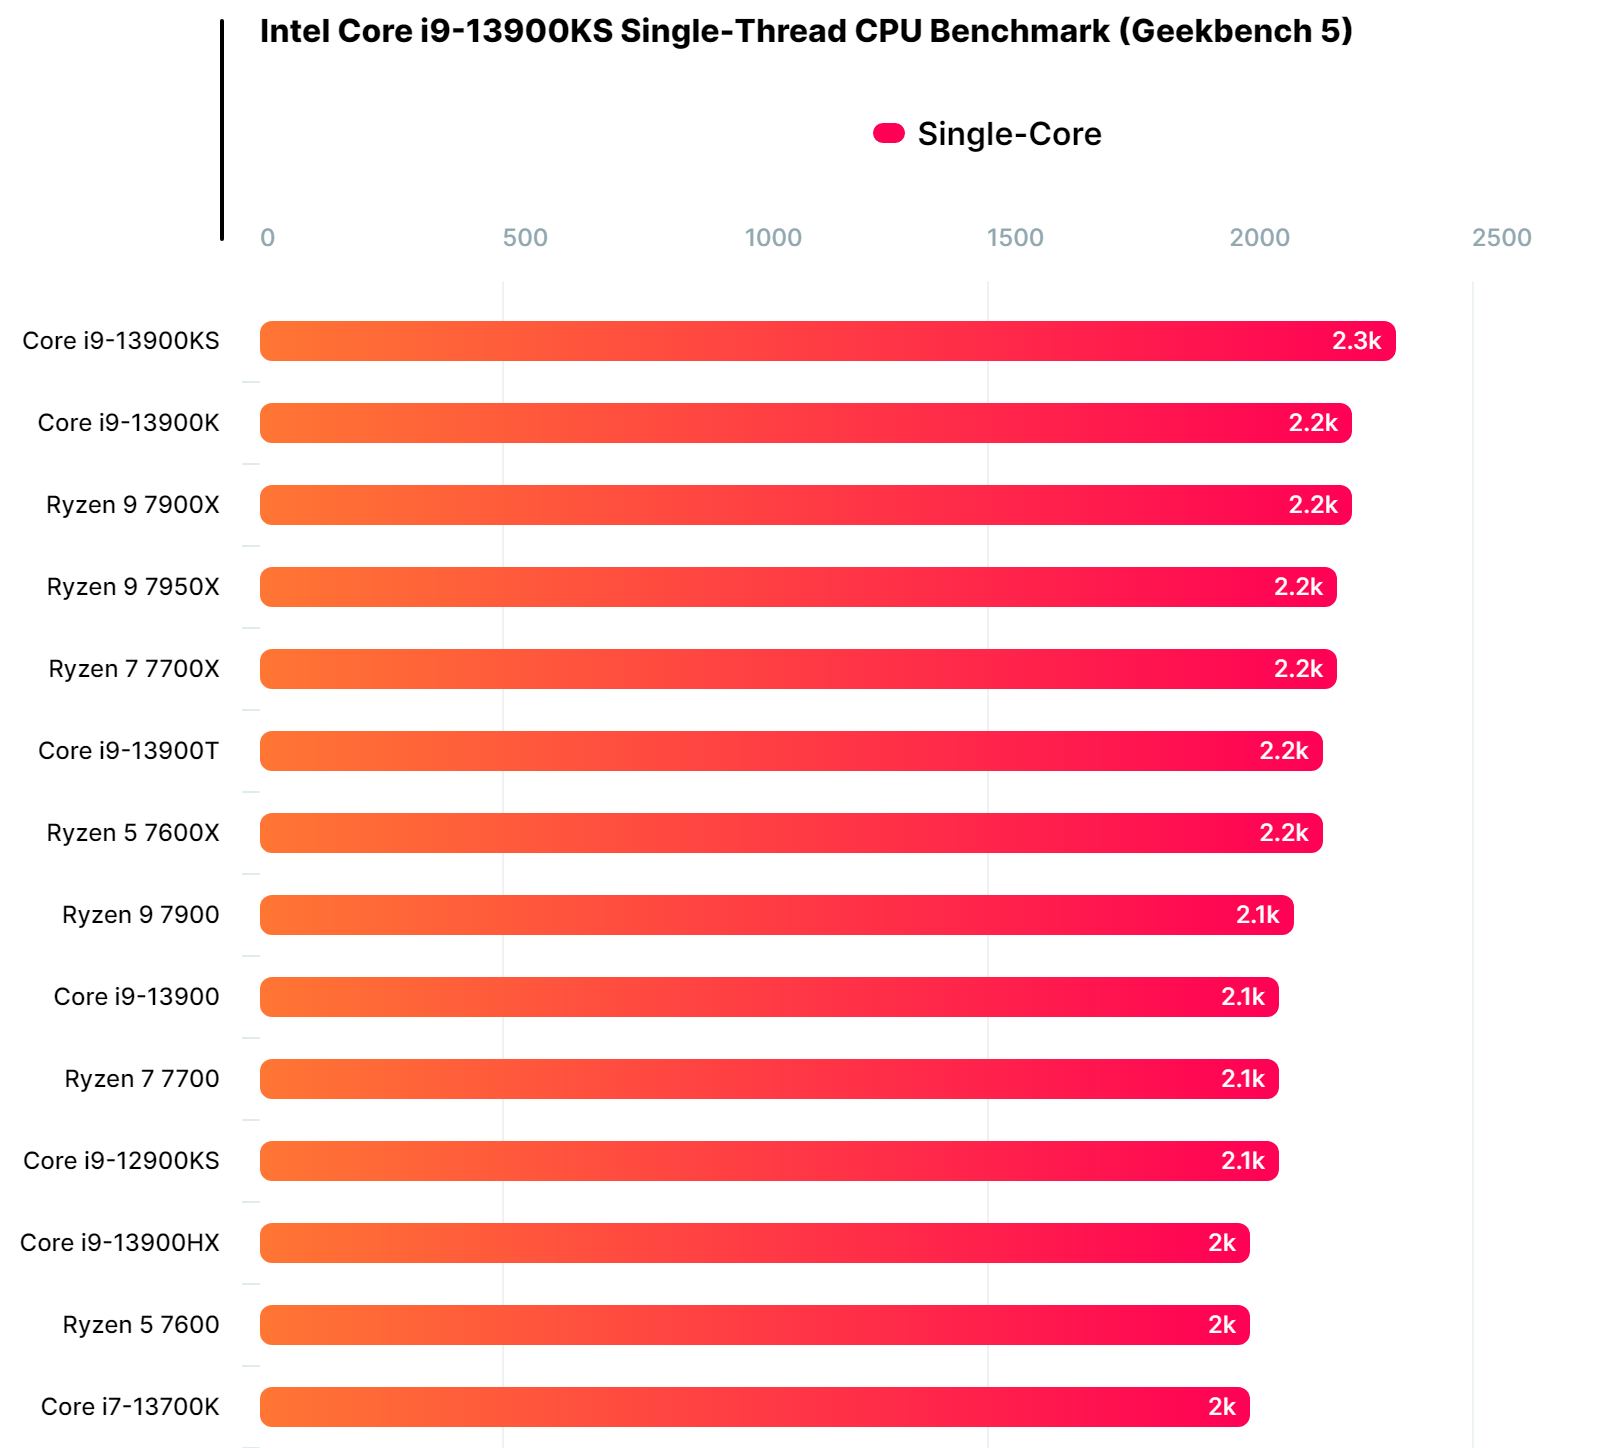 Intel Core i9-13900KS Single-Thread CPU Benchmark (Geekbench 5)
Single-Core
0 500 1000 1500 2000 2500
Core i9-13900KS 2.3k
Core i9-13900K 2.2k
Ryzen 9 7900X 2.2k
Ryzen 9 7950X 2.2k
Ryzen 7 7700X 2.2k
Core i9-13900T 2.2k
Ryzen 5 7600X 2.2k
Ryzen 9 7900 2.1k
Core i9-13900 2.1k
Ryzen 7 7700 2.1k
Core i9-12900KS 2.1k
Core i9-13900HX 2k
Ryzen 5 7600 2k
Core i7-13700K 2k